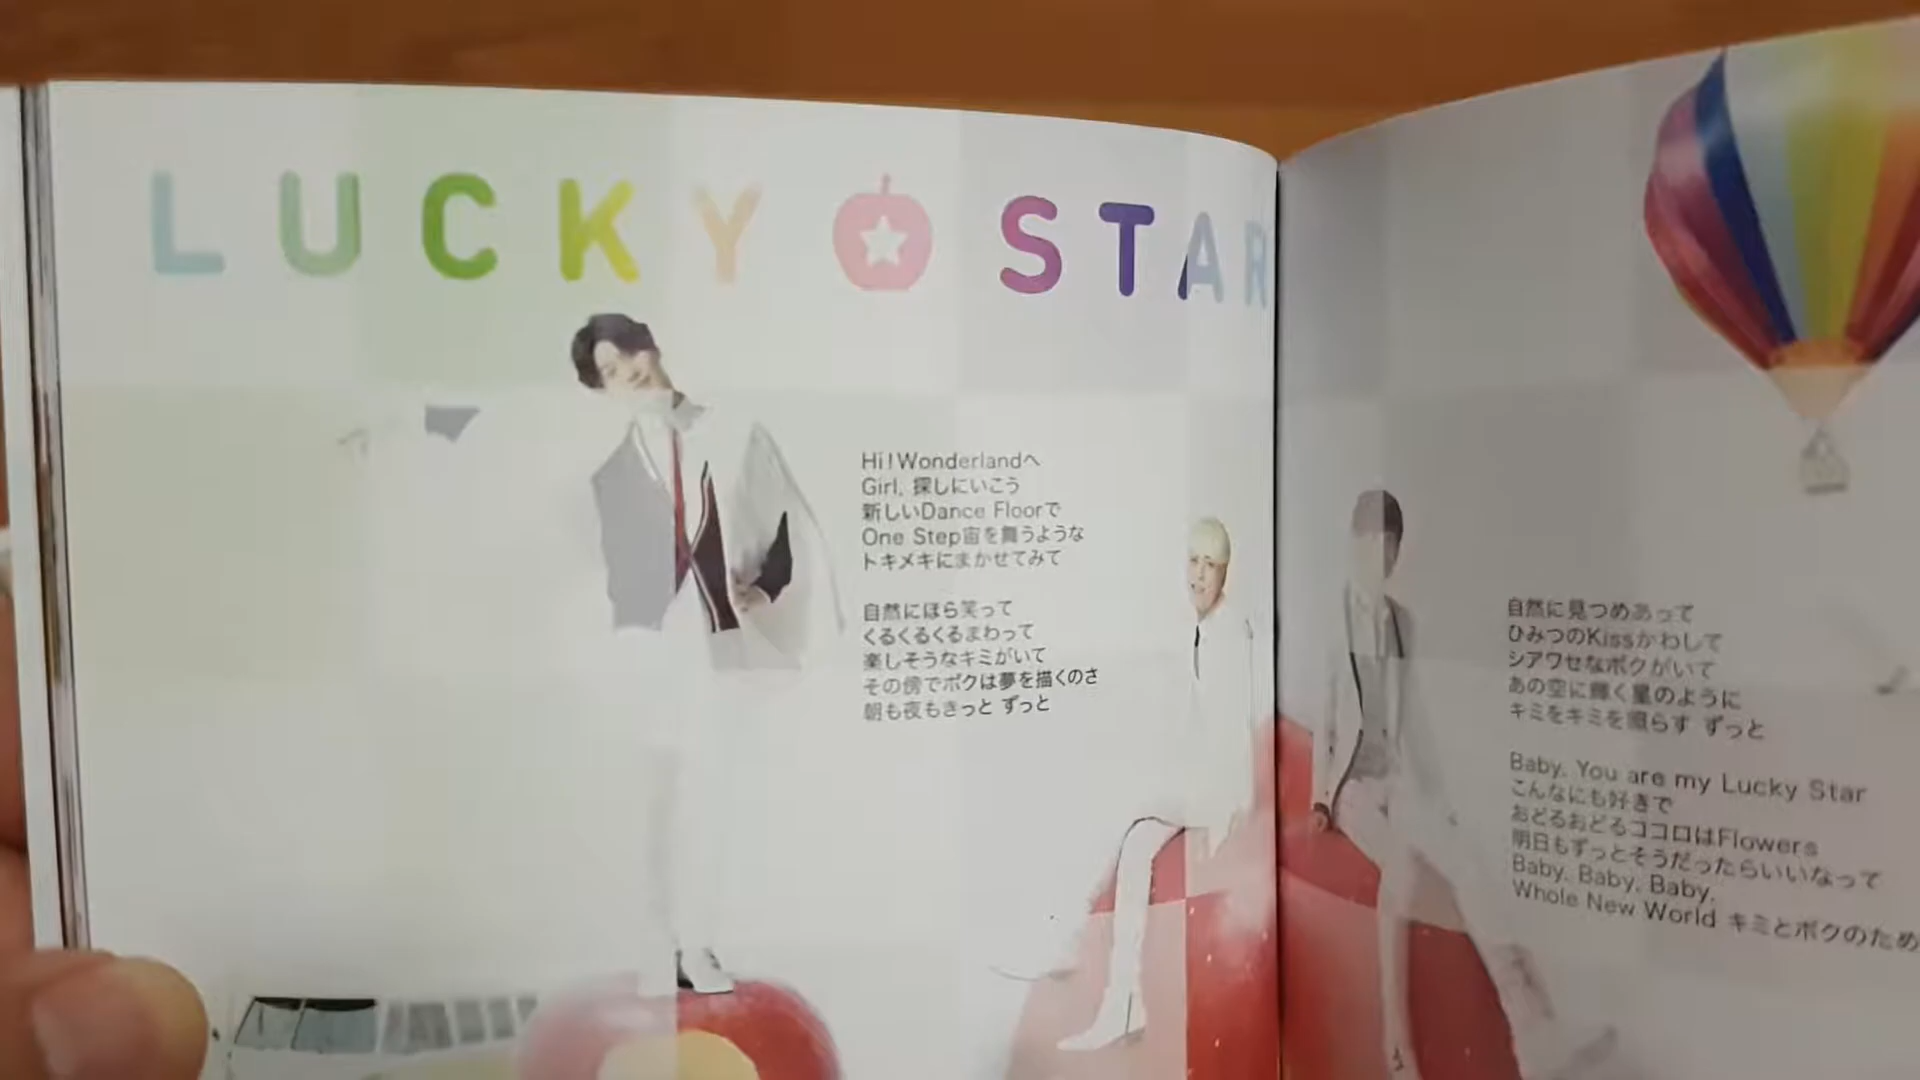 LUCKY STAR
Hi!Wonderlandへ
Girl, 探しにいこう
新しいDance Floorで
One Step宙を舞うような
トキメキにまかせてみて
自然にほら笑って
くるくるくるまわって
楽しそうなキミがいて
その傍でボクは夢を描くのさ
朝も夜もきっと ずっと
自然に見つめあって
ひみつのKissかわして
シアワセなボクがいて
あの空に輝く星のように
キミをキミを照らす ずっと
Baby, You are my Lucky Star
こんなにも好きで
おどるおどるココロはFlowers
明日もずっとそうだったらいいなって
Baby, Baby, Baby,
Whole New World キミとボクのため